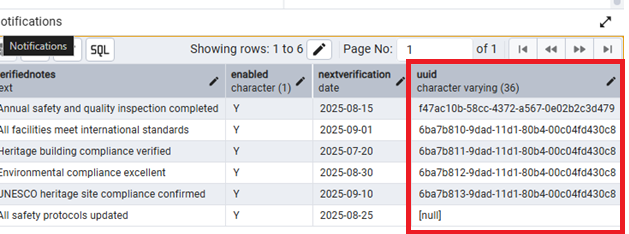 otifications
Notifications
SQL
Showing rows: 1 to 6
Page No: 1 of 1
erifiednotes enabled nextverification uuid
ext character (1) date character varying (36)
Annual safety and quality inspection completed Y 2025-08-15 f47ac10b-58cc-4372-a567-0e02b2c3d479
All facilities meet international standards Y 2025-09-01 6ba7b810-9dad-11d1-80b4-00c04fd430c8
Heritage building compliance verified Y 2025-07-20 6ba7b811-9dad-11d1-80b4-00c04fd430c8
Environmental compliance excellent Y 2025-08-30 6ba7b812-9dad-11d1-80b4-00c04fd430c8
UNESCO heritage site compliance confirmed Y 2025-09-10 6ba7b813-9dad-11d1-80b4-00c04fd430c8
All safety protocols updated Y 2025-08-25 [null]